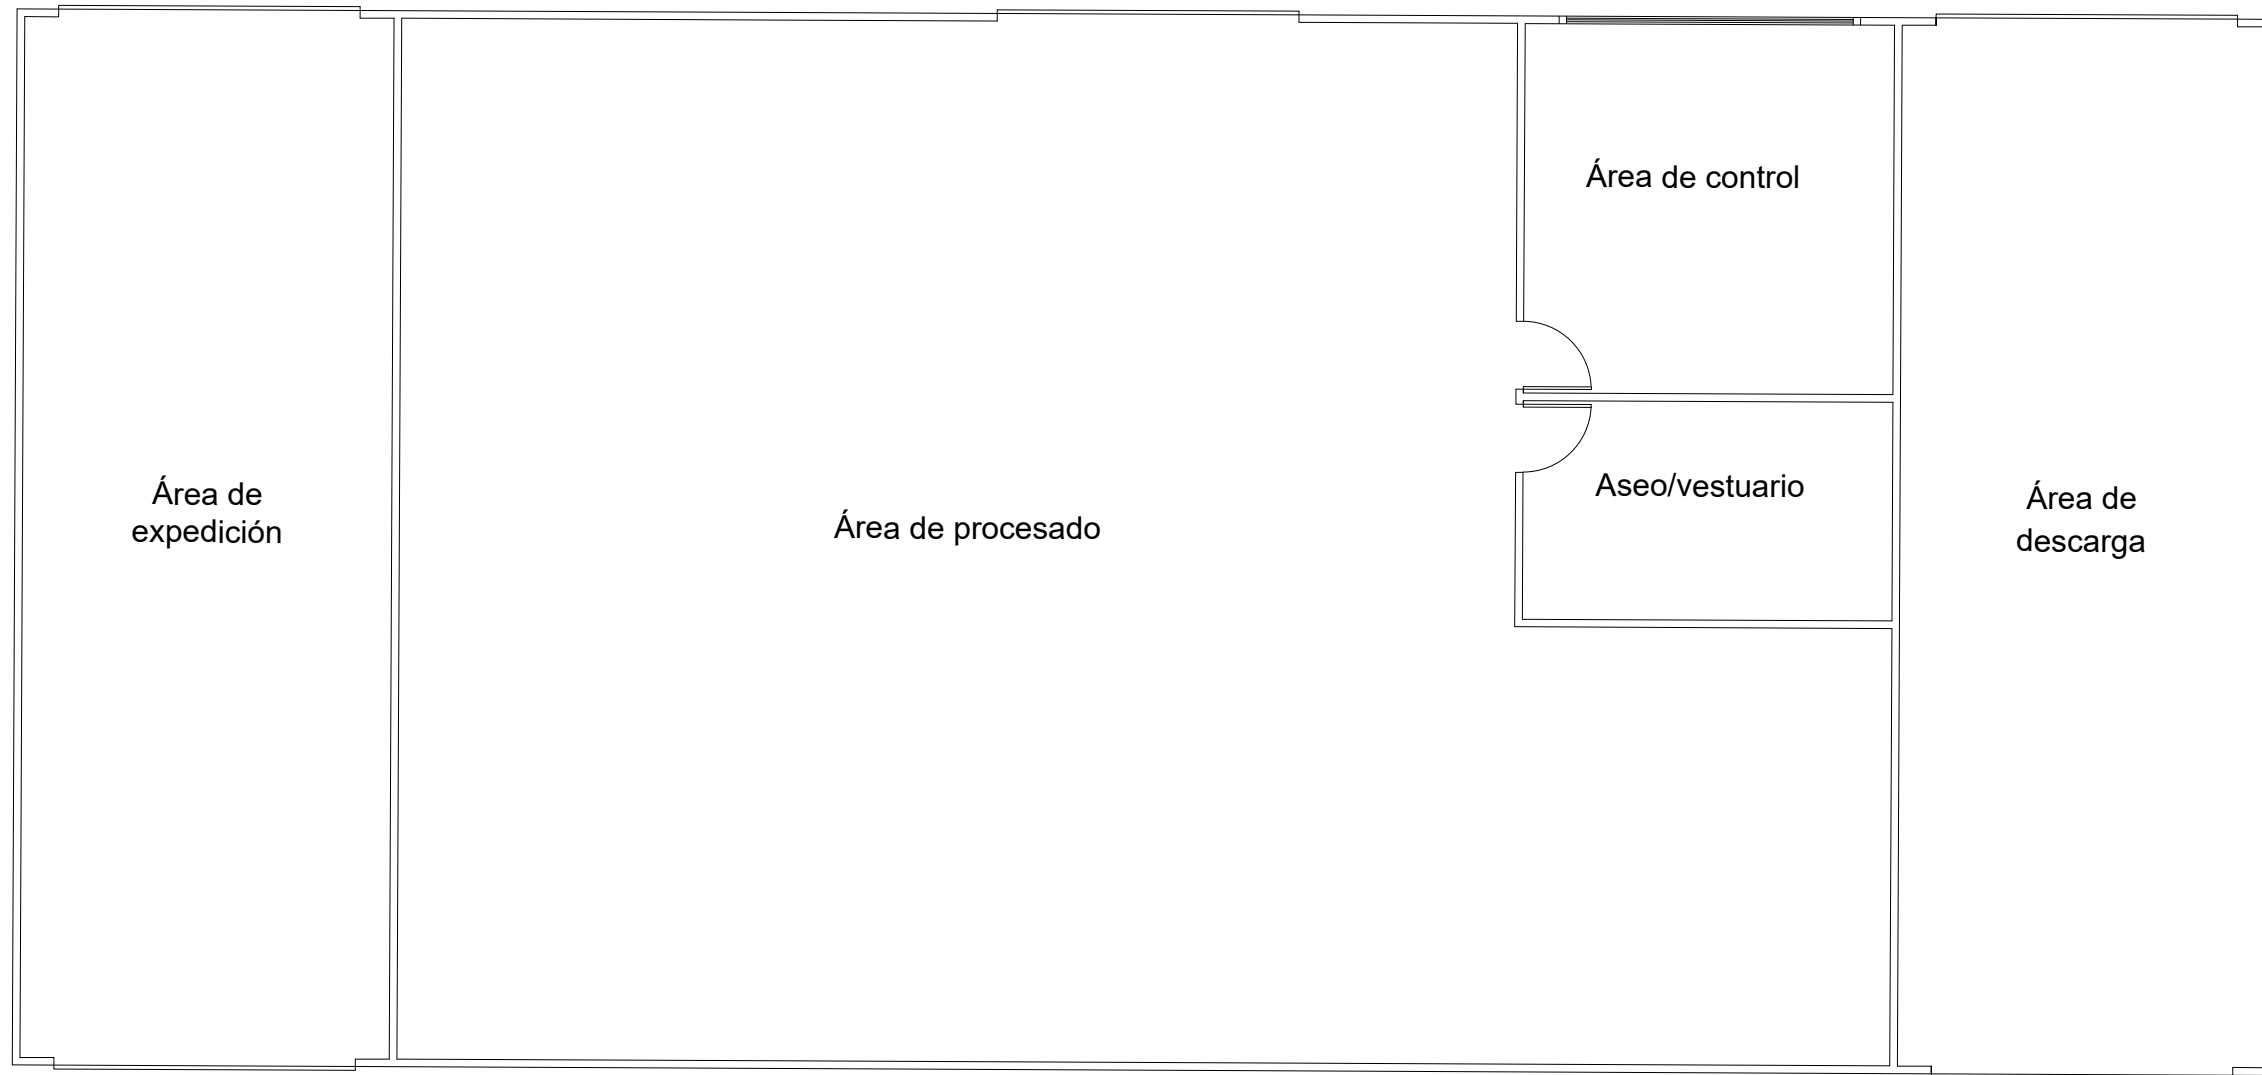 Área de control
Área de
expedición
Área de procesado
Aseo/vestuario
Área de
descarga